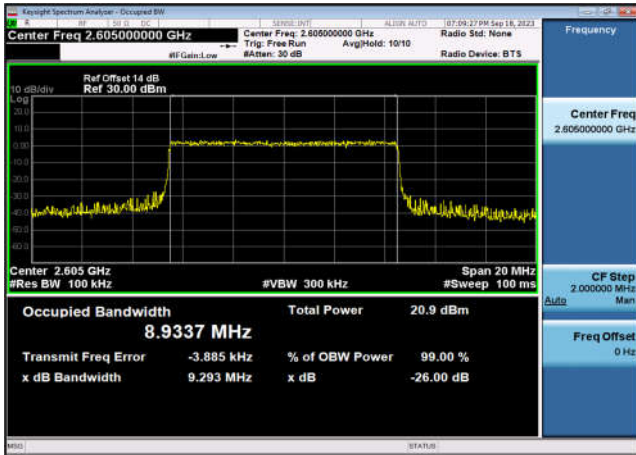 Keysight Spectrum Analyzer - Occupied BW
R RF 50 Ω DC SENSE:INT ALIGN AUTO 07:09:27 PM Sep 18, 2023
Center Freq 2.605000000 GHz
Center Freq: 2.605000000 GHz
Radio Std: None
Trig: Free Run Avg|Hold: 10/10
#IFGain:Low #Atten: 30 dB Radio Device: BTS
Ref Offset 14 dB
10 dB/div Ref 30.00 dBm
Log
20.0
10.0
0.00
-10.0
-20.0
-30.0
-40.0
-50.0
-60.0
Center 2.605 GHz Span 20 MHz
#Res BW 100 kHz #VBW 300 kHz #Sweep 100 ms
Occupied Bandwidth Total Power 20.9 dBm
8.9337 MHz
Transmit Freq Error -3.885 kHz % of OBW Power 99.00 %
x dB Bandwidth 9.293 MHz x dB -26.00 dB
Frequency
Center Freq
2.605000000 GHz
CF Step
2.000000 MHz
Auto Man
Freq Offset
0 Hz
MSG STATUS